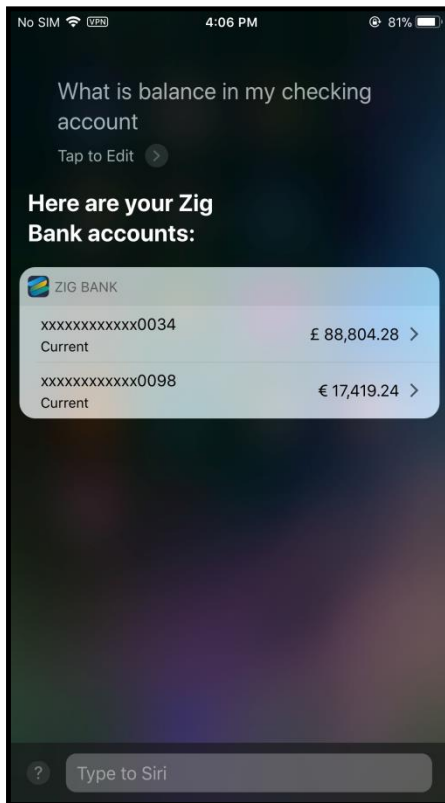 No SIM VPN 4:06 PM 81%
What is balance in my checking
account
Tap to Edit >
Here are your Zig
Bank accounts:
ZIG BANK
xxxxxxxxxxxx0034
Current
£ 88,804.28 >
xxxxxxxxxxxx0098
Current
€ 17,419.24 >
? Type to Siri